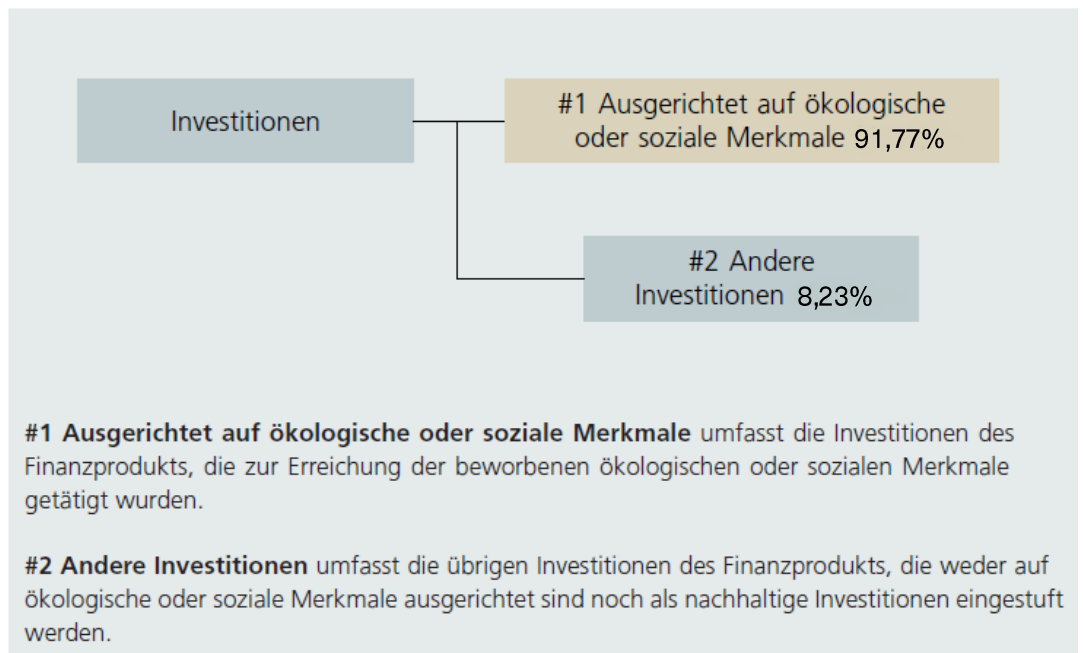 Investitionen
#1 Ausgerichtet auf ökologische
oder soziale Merkmale 91,77%
#2 Andere
Investitionen 8,23%
#1 Ausgerichtet auf ökologische oder soziale Merkmale umfasst die Investitionen des
Finanzprodukts, die zur Erreichung der beworbenen ökologischen oder sozialen Merkmale
getätigt wurden.
#2 Andere Investitionen umfasst die übrigen Investitionen des Finanzprodukts, die weder auf
ökologische oder soziale Merkmale ausgerichtet sind noch als nachhaltige Investitionen eingestuft
werden.